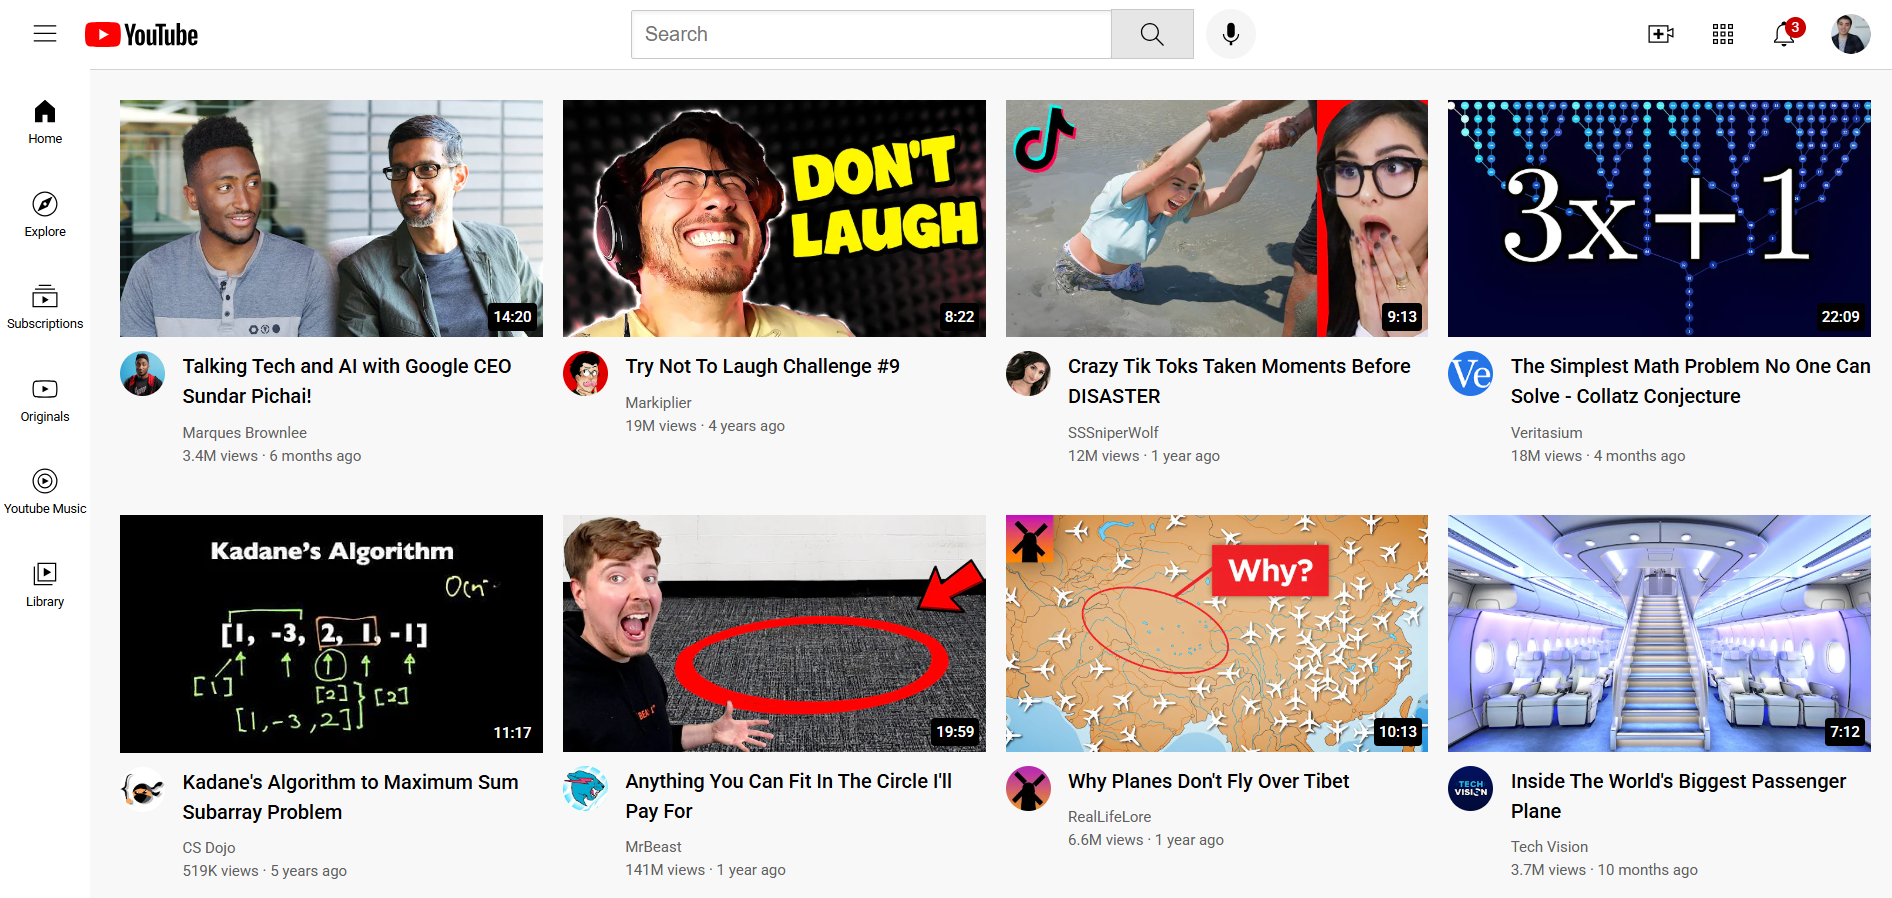 YouTube
Search
3
Home
Explore
Subscriptions
Originals
Youtube Music
Library
DON'T
LAUGH
3x+1
14:20
8:22
9:13
22:09
Talking Tech and AI with Google CEO
Sundar Pichai!
Marques Brownlee
3.4M views · 6 months ago
Try Not To Laugh Challenge #9
Markiplier
19M views · 4 years ago
Crazy Tik Toks Taken Moments Before
DISASTER
SSSniperWolf
12M views · 1 year ago
Ve
The Simplest Math Problem No One Can
Solve - Collatz Conjecture
Veritasium
18M views · 4 months ago
Kadane's Algorithm
[1, -3, 2, 1, -1]
[1]
[2]
[2]
[1, -3, 2]
11:17
19:59
Why?
10:13
7:12
Kadane's Algorithm to Maximum Sum
Subarray Problem
CS Dojo
519K views · 5 years ago
Anything You Can Fit In The Circle I'll
Pay For
MrBeast
141M views · 1 year ago
Why Planes Don't Fly Over Tibet
RealLifeLore
6.6M views · 1 year ago
TECH
VISION
Inside The World's Biggest Passenger
Plane
Tech Vision
3.7M views · 10 months ago